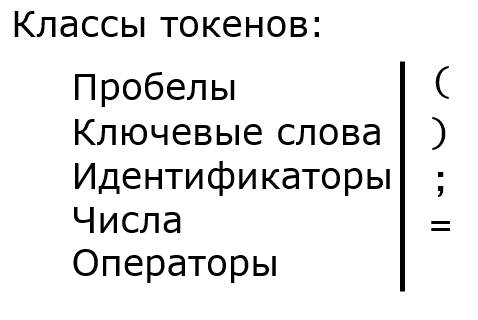 Классы токенов:
Пробелы
Ключевые слова
Идентификаторы
Числа
Операторы
(
)
;
=